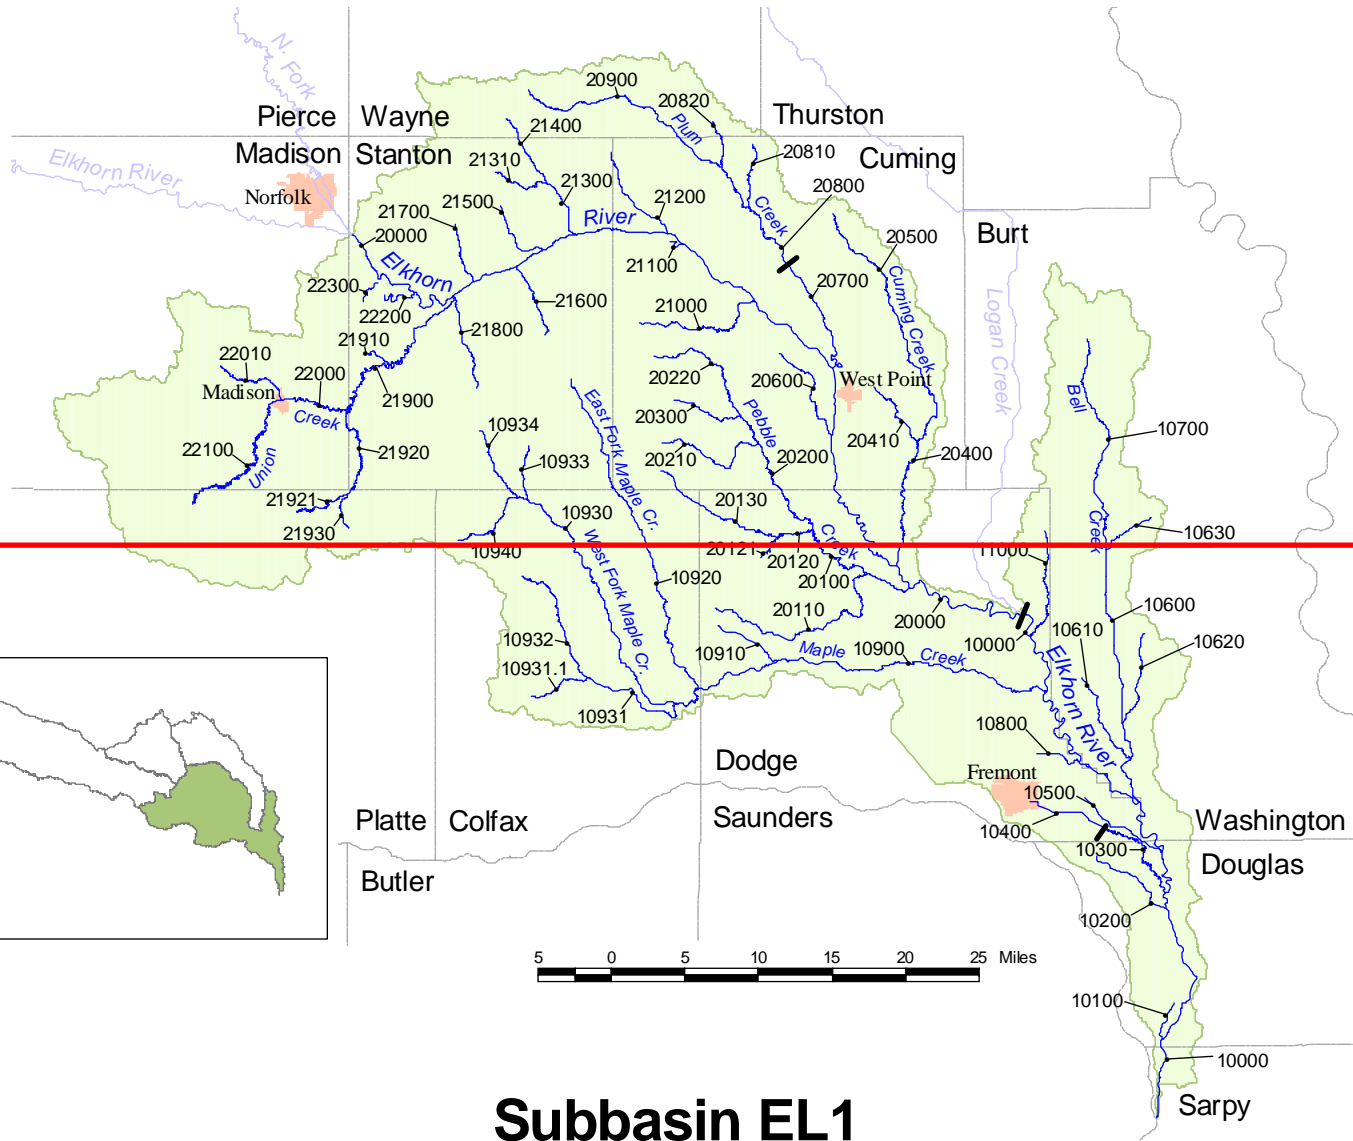 20900
20820
N. Fork
Pierce
Wayne
Thurston
Plum
21400
Madison
Stanton
20810
Cuming
Elkhorn River
21310
Norfolk
21300
20800
21500
21200
Creek
21700
River
20000
20500
Burt
21100
Elkhorn
22300
20700
Cuming Creek
22200
21000
21600
Logan Creek
21910
21800
22010
22000
20220
20600
West Point
Madison
21900
Bell
Creek
20300
East Fork Maple Cr.
Pebble
10934
20410
10700
22100
21920
20210
20400
10933
20200
Union
21921
20130
21930
10930
Creek
Creek
10630
10940
20121
20120
11000
West Fork Maple Cr.
10920
20100
20000
10600
20110
10610
10932
10000
10620
10910
Maple
10900
Creek
10931.1
Elkhorn River
10931
10800
Dodge
Fremont
10500
Platte
Colfax
Saunders
10400
Washington
10300
Butler
Douglas
10200
5 0 5 10 15 20 25 Miles
10100
10000
Sarpy
Subbasin EL1